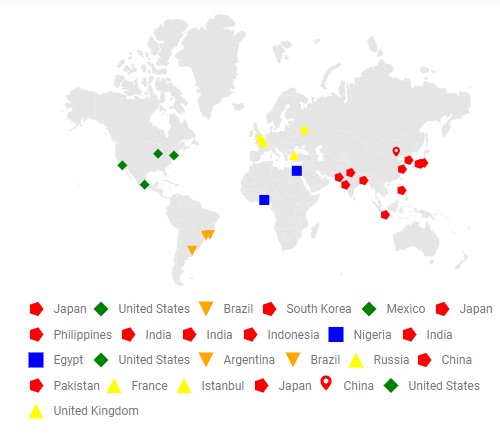 Japan United States Brazil South Korea Mexico Japan
Philippines India India Indonesia Nigeria India
Egypt United States Argentina Brazil Russia China
Pakistan France Istanbul Japan China United States
United Kingdom